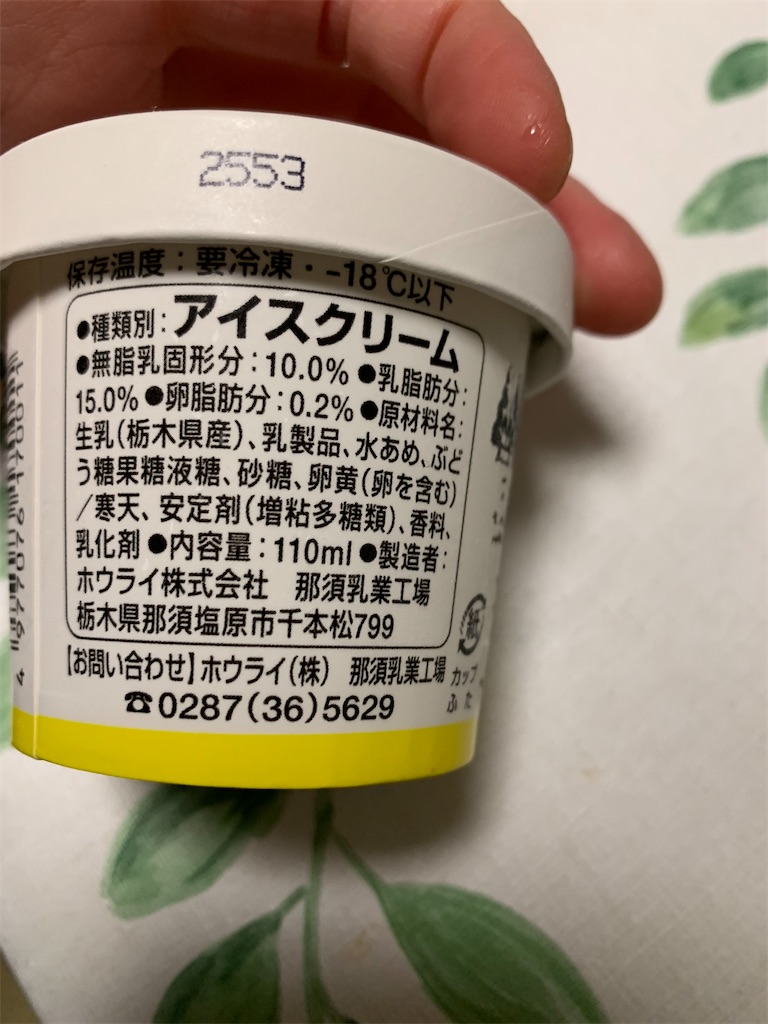 2553
保存温度:要冷凍・-18℃以下
●種類別:アイスクリーム
●無脂乳固形分:10.0%●乳脂肪分:
15.0%●卵脂肪分:0.2%●原材料名:
生乳(栃木県産)、乳製品、水あめ、ぶど
う糖果糖液糖、砂糖、卵黄(卵を含む)
/寒天、安定剤(増粘多糖類)、香料、
乳化剤●内容量:110ml●製造者:
ホウライ株式会社 那須乳業工場
栃木県那須塩原市千本松799
【お問い合わせ】ホウライ(株) 那須乳業工場
☎0287(36)5629
紙
カップ
ふた